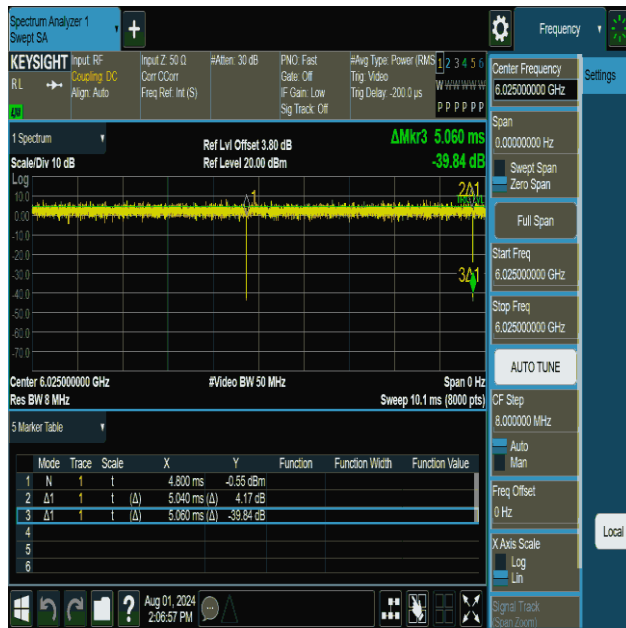 Spectrum Analyzer 1
Swept SA
+
Frequency
KEYSIGHT
RL
Input: RF
Coupling: DC
Align: Auto
Input Z: 50 Ω
Corr CCorr
Freq Ref: Int (S)
#Atten: 30 dB
PNO: Fast
Gate: Off
IF Gain: Low
Sig Track: Off
#Avg Type: Power (RMS
Trig: Video
Trig Delay: -200.0 µs
1 2 3 4 5 6
W W W W W W
P P P P P P
1 Spectrum
Scale/Div 10 dB
Ref Lvl Offset 3.80 dB
Ref Level 20.00 dBm
ΔMkr3 5.060 ms
-39.84 dB
Log
10.0
0.00
-10.0
-20.0
-30.0
-40.0
-50.0
-60.0
-70.0
1
2Δ1
3Δ1
Center 6.025000000 GHz
Res BW 8 MHz
#Video BW 50 MHz
Span 0 Hz
Sweep 10.1 ms (8000 pts)
5 Marker Table
Mode Trace Scale X Y Function Function Width Function Value
1 N 1 t 4.800 ms -0.55 dBm
2 Δ1 1 t (Δ) 5.040 ms (Δ) 4.17 dB
3 Δ1 1 t (Δ) 5.060 ms (Δ) -39.84 dB
4
5
6
Aug 01, 2024
2:06:57 PM
?
Center Frequency
6.025000000 GHz
Span
0.00000000 Hz
Swept Span
Zero Span
Full Span
Start Freq
6.025000000 GHz
Stop Freq
6.025000000 GHz
AUTO TUNE
CF Step
8.000000 MHz
Auto
Man
Freq Offset
0 Hz
X Axis Scale
Log
Lin
Signal Track
(Span Zoom)
Settings
Local